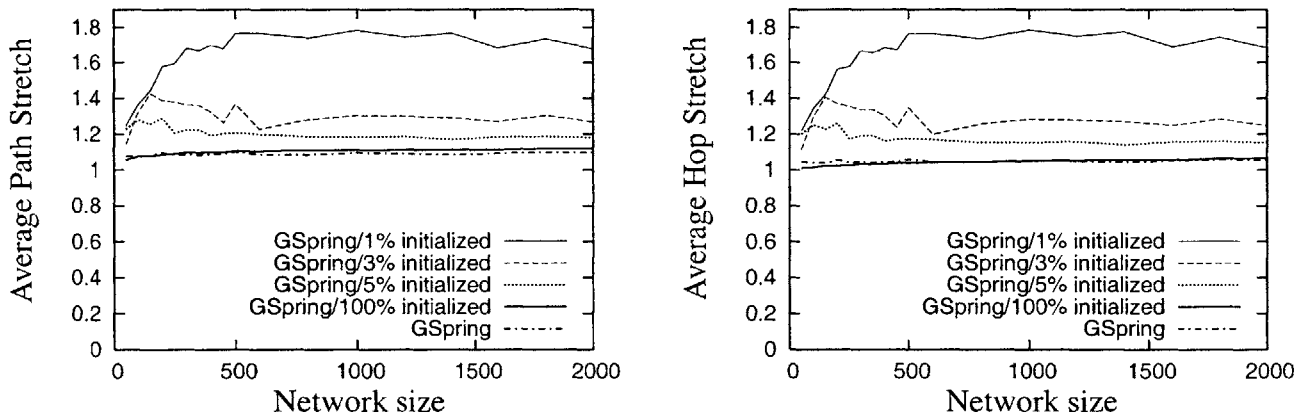 Average Path Stretch
1.8
1.6
1.4
1.2
1
0.8
0.6
0.4
0.2
0
GSpring/1% initialized
GSpring/3% initialized
GSpring/5% initialized
GSpring/100% initialized
GSpring
0 500 1000 1500 2000
Network size
Average Hop Stretch
1.8
1.6
1.4
1.2
1
0.8
0.6
0.4
0.2
0
GSpring/1% initialized
GSpring/3% initialized
GSpring/5% initialized
GSpring/100% initialized
GSpring
0 500 1000 1500 2000
Network size